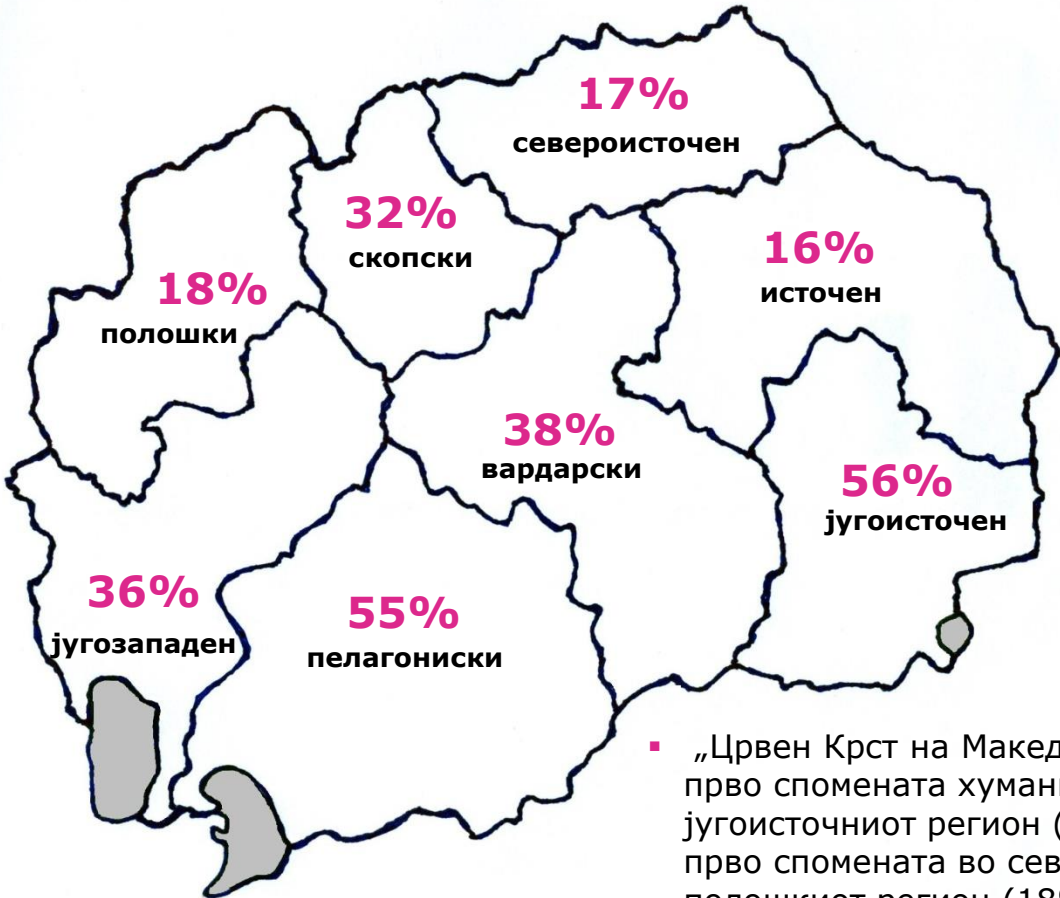 17%
североисточен
32%
скопски
16%
источен
18%
полошки
38%
вардарски
56%
југоисточен
36%
југозападен
55%
пелагониски
▪ „Црвен Крст на Макед
прво спомената хуман
југоисточниот регион (
прво спомената во сев